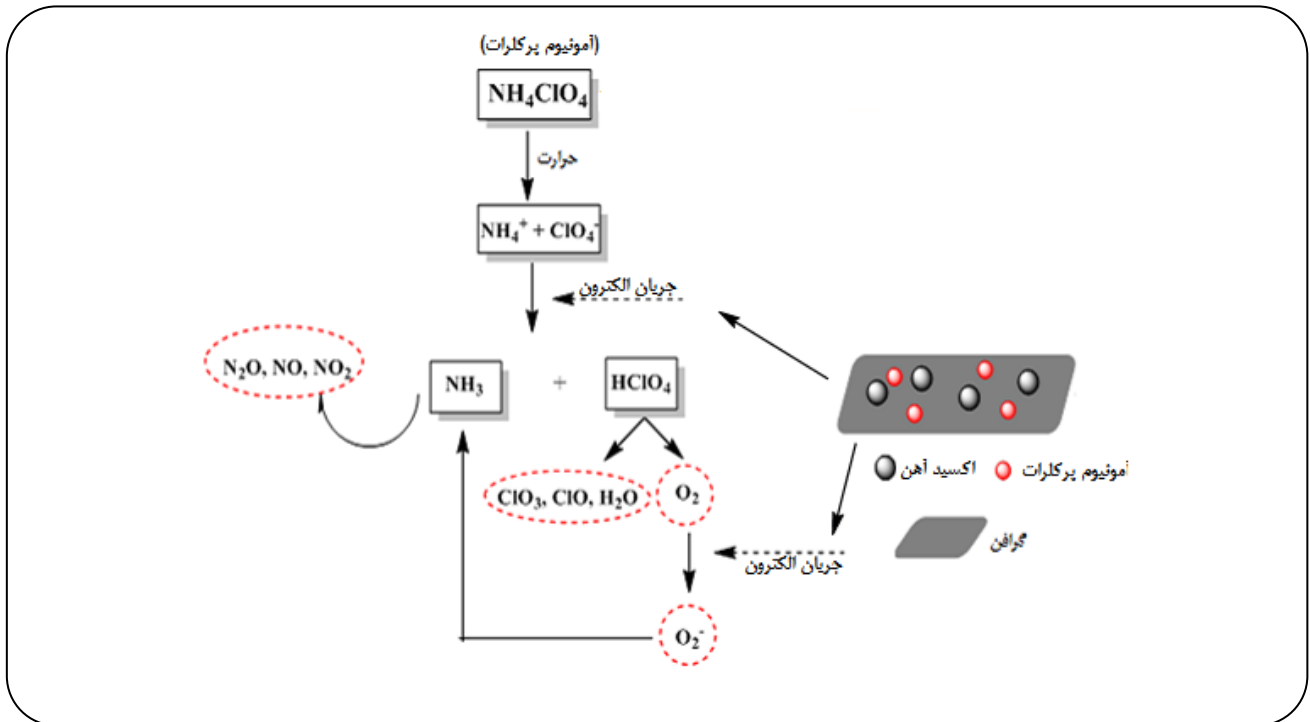 (آمونیوم پرکلرات)
NH₄ClO₄
حرارت
NH₄⁺ + ClO₄⁻
جریان الکترون
N₂O, NO, NO₂
NH₃ + HClO₄
ClO₃, ClO, H₂O
O₂
اکسید آهن
آمونیوم پرکلرات
گرافن
جریان الکترون
O₂⁻